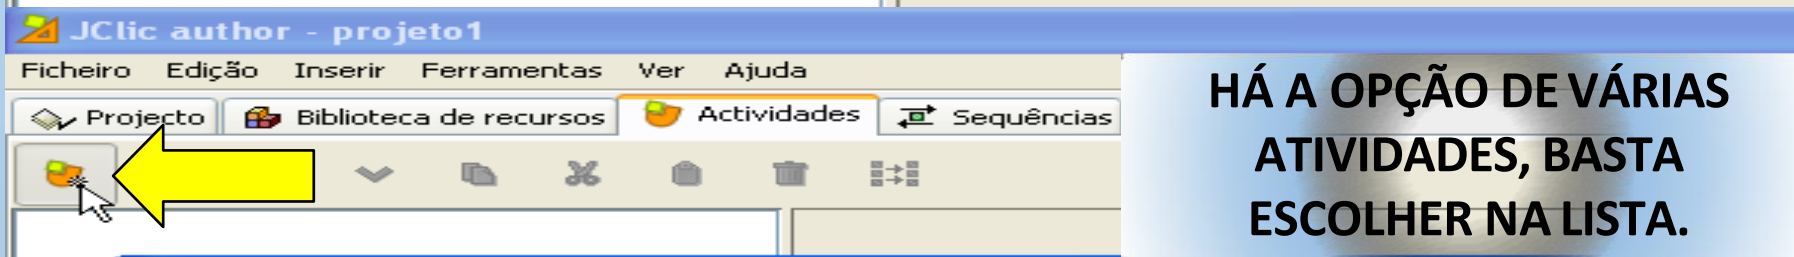 JClic author - projeto1
Ficheiro Edição Inserir Ferramentas Ver Ajuda
Projecto Biblioteca de recursos Actividades Sequências
HÁ A OPÇÃO DE VÁRIAS
ATIVIDADES, BASTA
ESCOLHER NA LISTA.